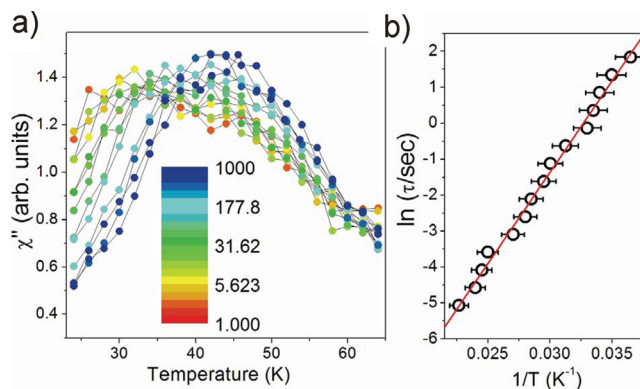 a)
χ" (arb. units)
1.4
1.2
1.0
0.8
0.6
0.4
1000
177.8
31.62
5.623
1.000
30 40 50 60
Temperature (K)
b)
ln (τ/sec)
2
1
0
-1
-2
-3
-4
-5
-6
0.025 0.030 0.035
1/T (K⁻¹)